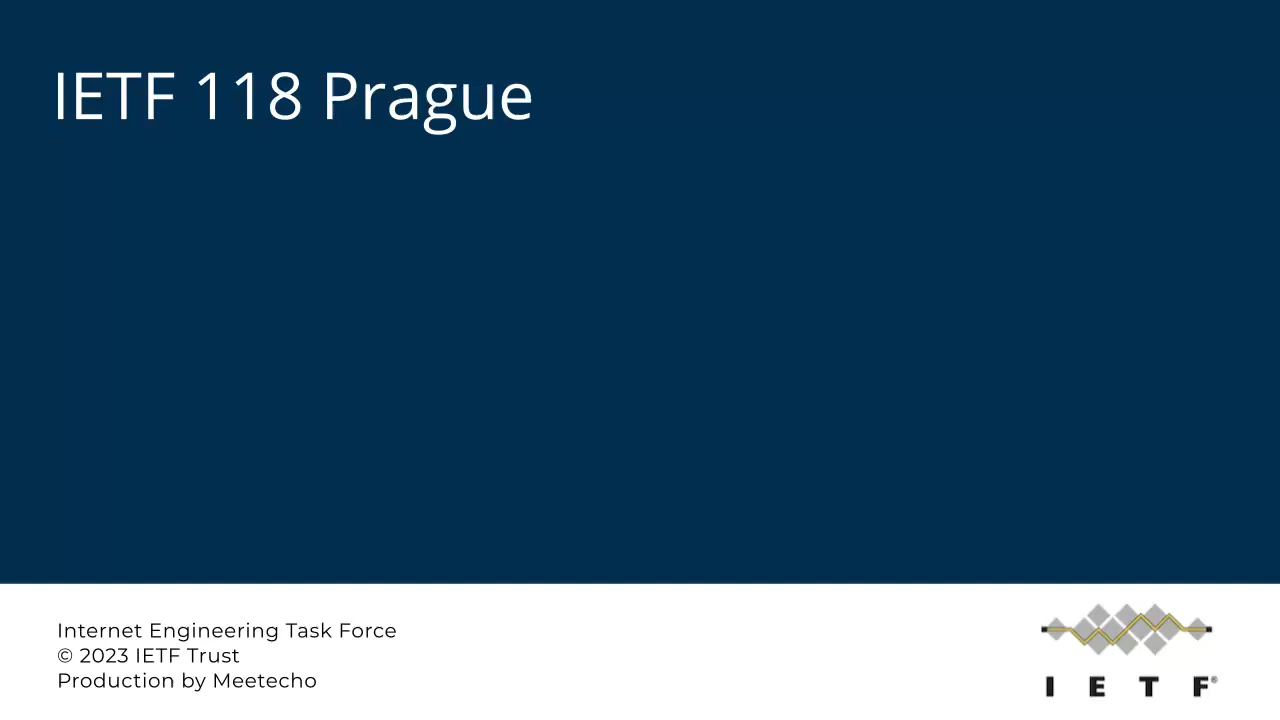 IETF 118 Prague
Internet Engineering Task Force
© 2023 IETF Trust
Production by Meetecho
I E T F®